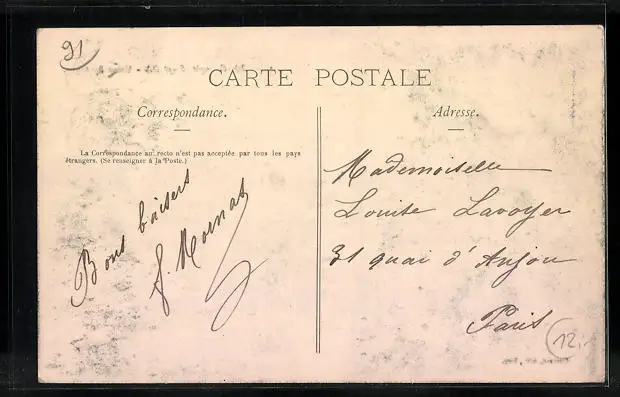 91
CARTE POSTALE
Correspondance.
La Correspondance au recto n'est pas acceptée par tous les pays
étrangers. (Se renseigner à la Poste.)
Bons baisers
Adresse.
Mademoiselle
Louise Lavoyer
31 quai d'Anjou
Paris
12.-